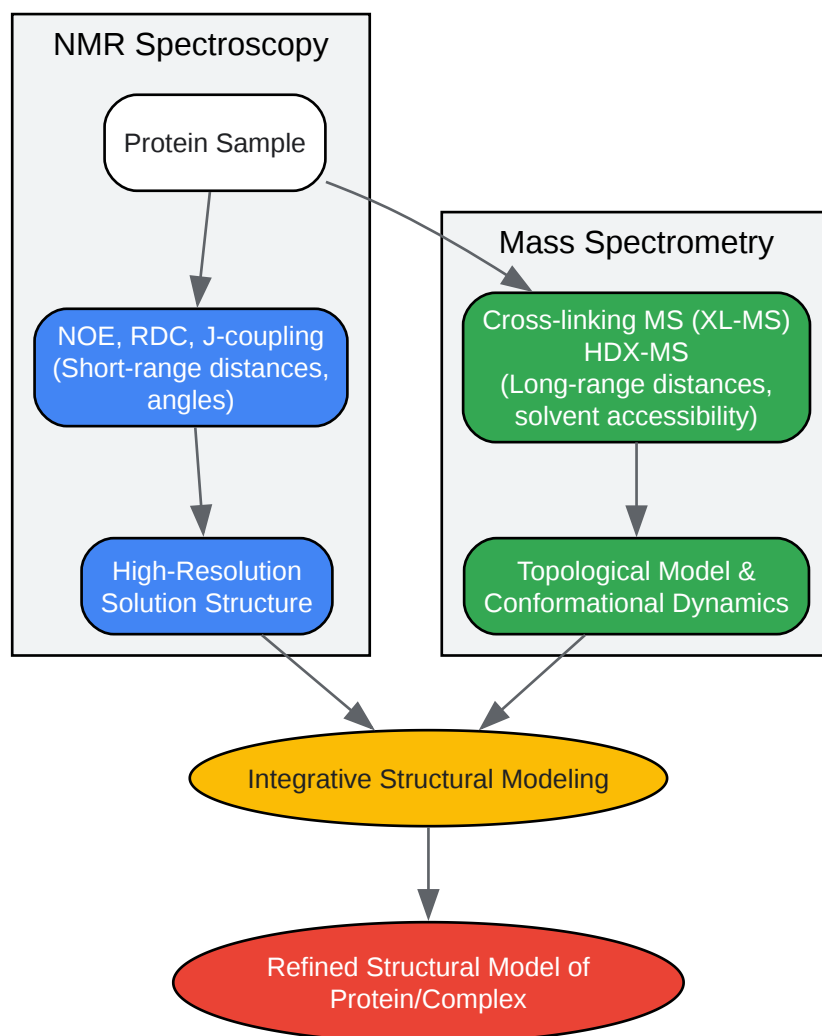 NMR Spectroscopy
Protein Sample
Mass Spectrometry
NOE, RDC, J-coupling
(Short-range distances,
angles)
Cross-linking MS (XL-MS)
HDX-MS
(Long-range distances,
solvent accessibility)
High-Resolution
Solution Structure
Topological Model &
Conformational Dynamics
Integrative Structural Modeling
Refined Structural Model of
Protein/Complex